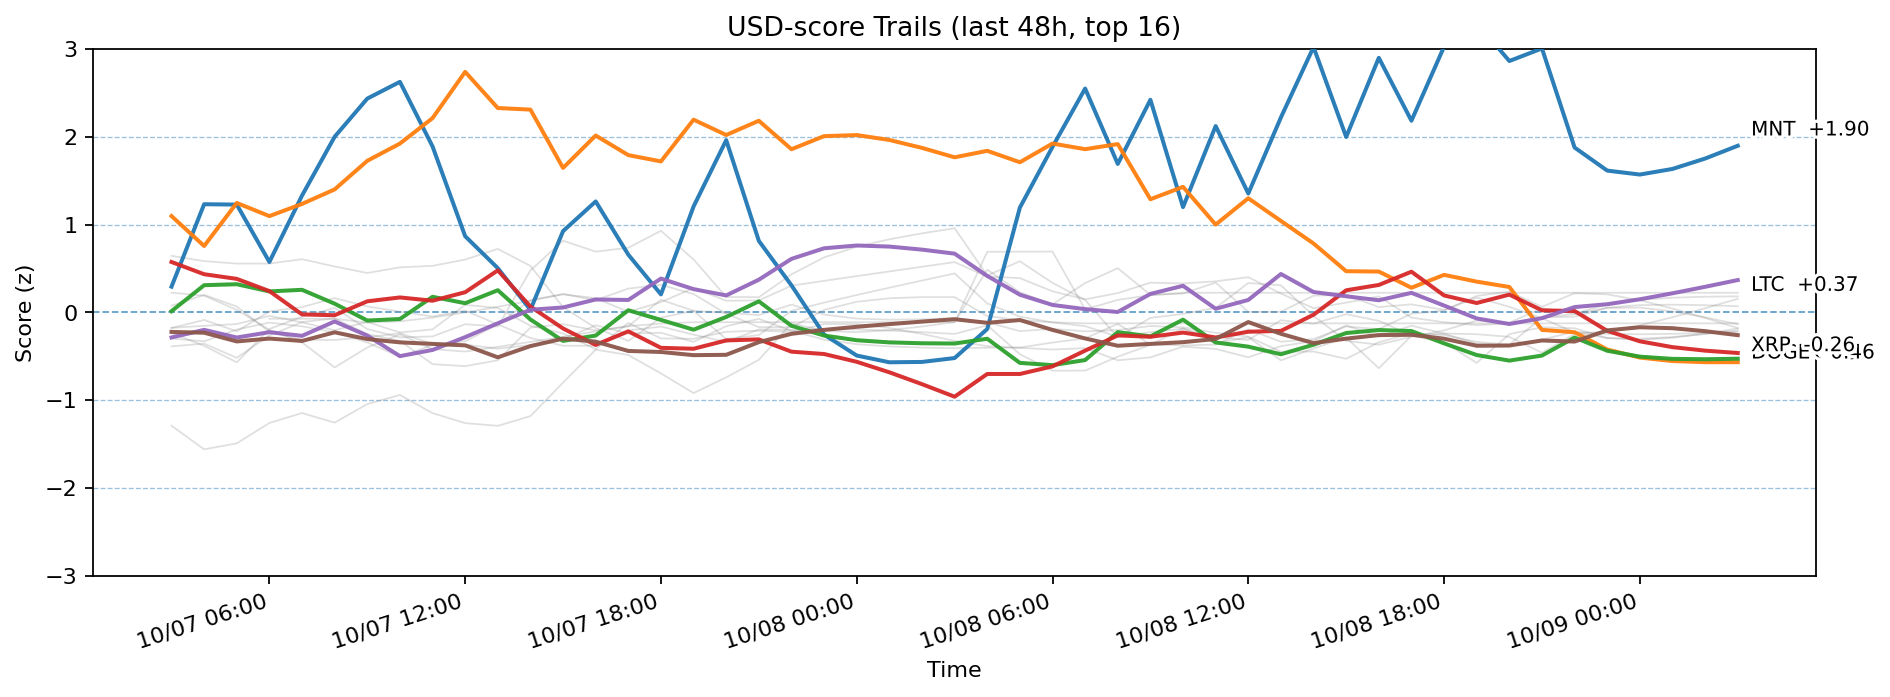 USD-score Trails (last 48h, top 16)
Score (z)
3
2
1
0
−1
−2
−3
MNT +1.90
LTC +0.37
XRP -0.26
DOGE -0.46
10/07 06:00
10/07 12:00
10/07 18:00
10/08 00:00
10/08 06:00
10/08 12:00
10/08 18:00
10/09 00:00
Time